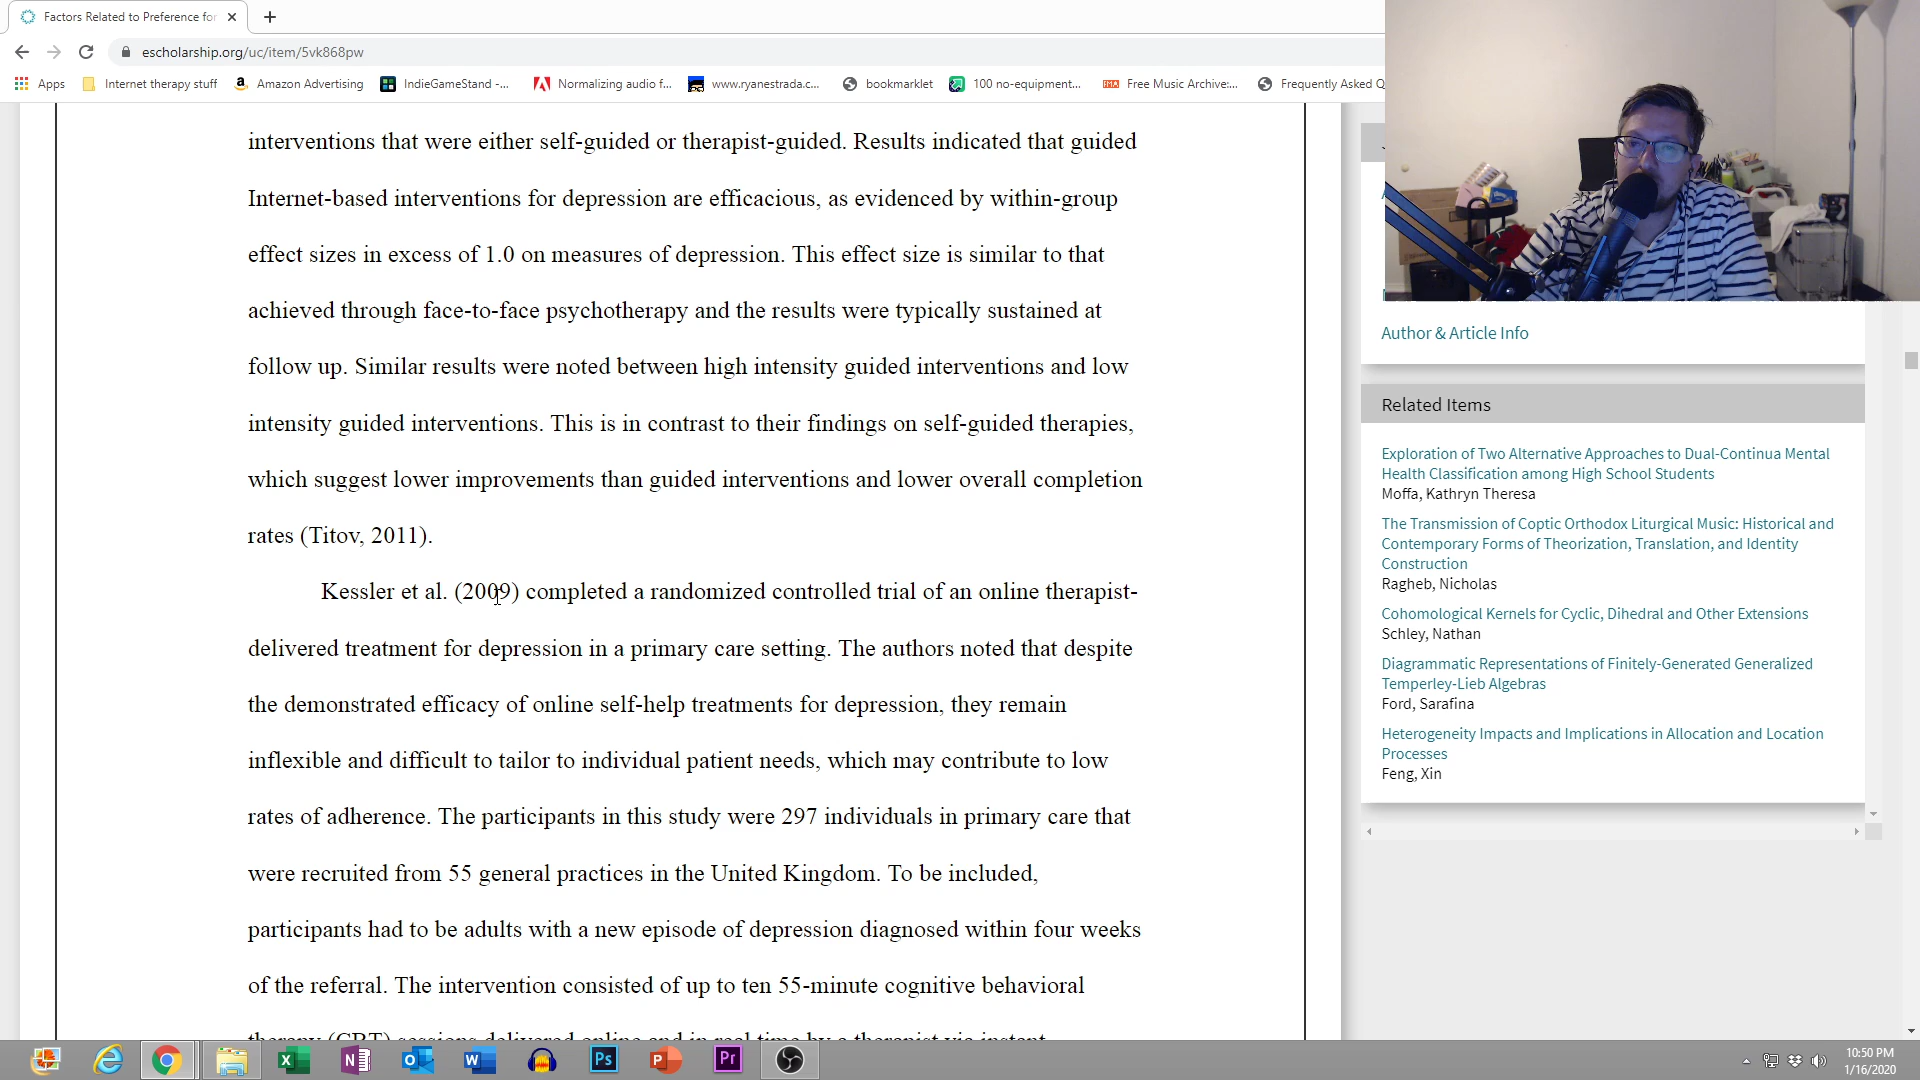 Factors Related to Preference for
escholarship.org/uc/item/5vk868pw
Apps
Internet therapy stuff
Amazon Advertising
IndieGameStand -...
Normalizing audio f...
www.ryanestrada.c...
bookmarklet
100 no-equipment...
Free Music Archive:...
Frequently Asked Q
interventions that were either self-guided or therapist-guided. Results indicated that guided
Internet-based interventions for depression are efficacious, as evidenced by within-group
effect sizes in excess of 1.0 on measures of depression. This effect size is similar to that
achieved through face-to-face psychotherapy and the results were typically sustained at
follow up. Similar results were noted between high intensity guided interventions and low
intensity guided interventions. This is in contrast to their findings on self-guided therapies,
which suggest lower improvements than guided interventions and lower overall completion
rates (Titov, 2011).
Kessler et al. (2009) completed a randomized controlled trial of an online therapist-
delivered treatment for depression in a primary care setting. The authors noted that despite
the demonstrated efficacy of online self-help treatments for depression, they remain
inflexible and difficult to tailor to individual patient needs, which may contribute to low
rates of adherence. The participants in this study were 297 individuals in primary care that
were recruited from 55 general practices in the United Kingdom. To be included,
participants had to be adults with a new episode of depression diagnosed within four weeks
of the referral. The intervention consisted of up to ten 55-minute cognitive behavioral
therapy (CBT) sessions delivered online and in real time by a therapist via instant
Author & Article Info
Related Items
Exploration of Two Alternative Approaches to Dual-Continua Mental
Health Classification among High School Students
Moffa, Kathryn Theresa
The Transmission of Coptic Orthodox Liturgical Music: Historical and
Contemporary Forms of Theorization, Translation, and Identity
Construction
Ragheb, Nicholas
Cohomological Kernels for Cyclic, Dihedral and Other Extensions
Schley, Nathan
Diagrammatic Representations of Finitely-Generated Generalized
Temperley-Lieb Algebras
Ford, Sarafina
Heterogeneity Impacts and Implications in Allocation and Location
Processes
Feng, Xin
10:50 PM
1/16/2020